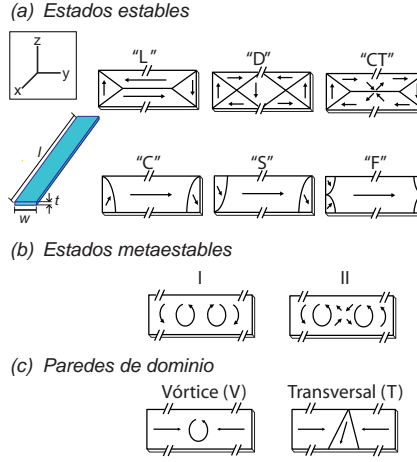 (a) Estados estables
z
y
x
l
t
w
"L"
"D"
"CT"
"C"
"S"
"F"
(b) Estados metaestables
I
II
(c) Paredes de dominio
Vórtice (V)
Transversal (T)